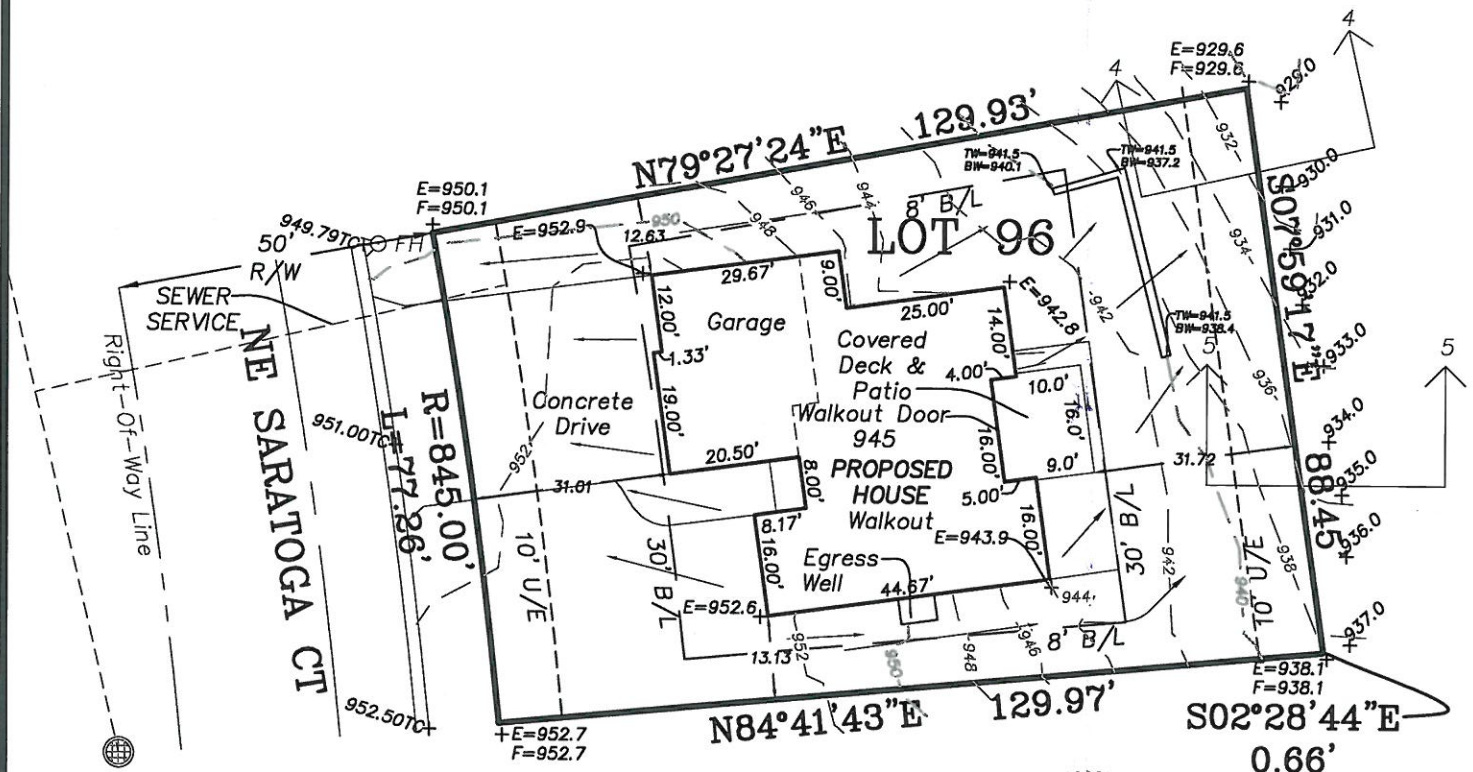 4
E=929.6
F=929.6
929.0
4
129.93'
932
TW=941.5
BW=940.1
TW=941.5
BW=937.2
930.0
N79°27'24"E
E=950.1
F=950.1
946
944
8' B/L
S07°59'17"E
931.0
949.79TC
FH
950
E=952.9
12.63
948
LOT 96
934
50'
R/W
29.67'
9.00'
E=942.8
932.0
SEWER
SERVICE
12.00'
Garage
25.00'
14.00'
942
TW=941.5
BW=938.4
1.33'
Covered
Deck &
Patio
4.00'
10.0'
5
933.0
5
Right-Of-Way Line
NE SARATOGA CT
R=845.00'
L=77.26'
Concrete
Drive
19.00'
Walkout Door
945
16.00'
16.0'
936
951.00TC
934.0
952
20.50'
PROPOSED
HOUSE
Walkout
9.0'
31.72
31.01
8.00'
5.00'
935.0
88.45'
8.17'
16.00'
E=943.9
30' B/L
936.0
10' U/E
30' B/L
16.00'
Egress
Well
44.67'
944
942
940
10' U/E
938
E=952.6
952
13.13
950
948
946
8' B/L
937.0
E=938.1
F=938.1
952.50TC
E=952.7
F=952.7
N84°41'43"E
129.97'
S02°28'44"E
0.66'